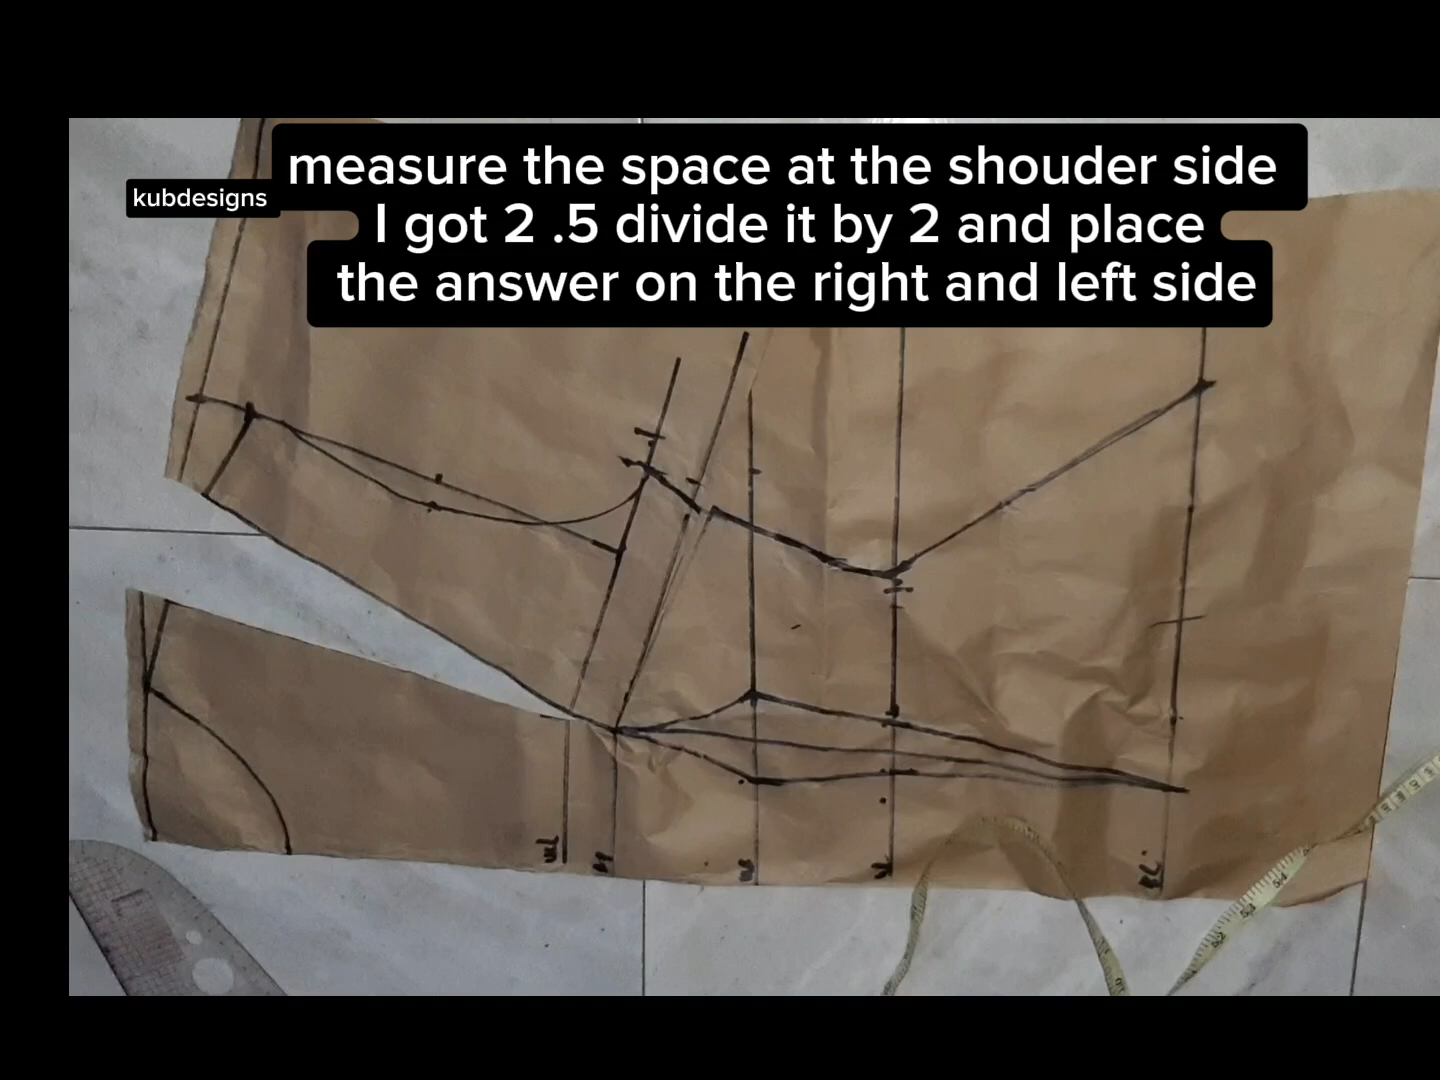 measure the space at the shouder side
kubdesigns
I got 2 .5 divide it by 2 and place
the answer on the right and left side